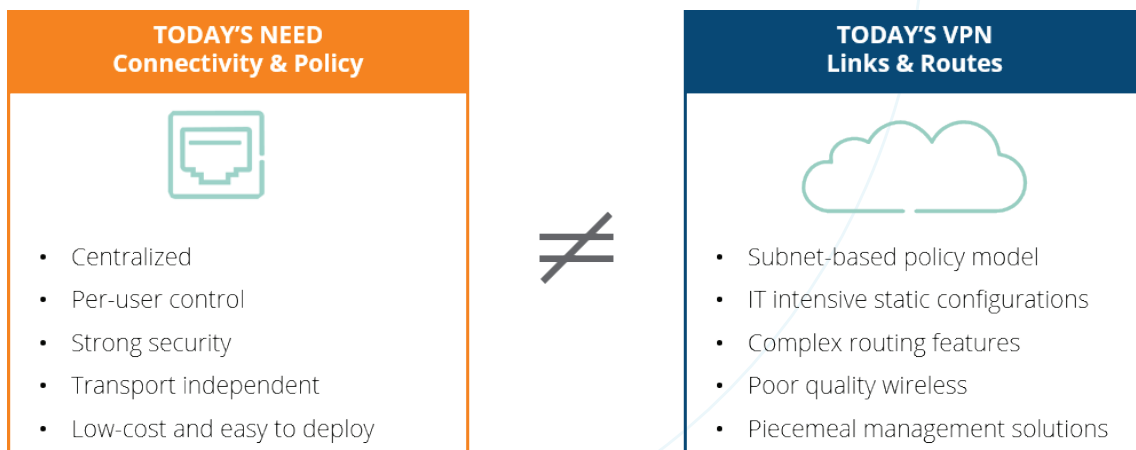 TODAY'S NEED
Connectivity & Policy
• Centralized
• Per-user control
• Strong security
• Transport independent
• Low-cost and easy to deploy
≠
TODAY'S VPN
Links & Routes
• Subnet-based policy model
• IT intensive static configurations
• Complex routing features
• Poor quality wireless
• Piecemeal management solutions